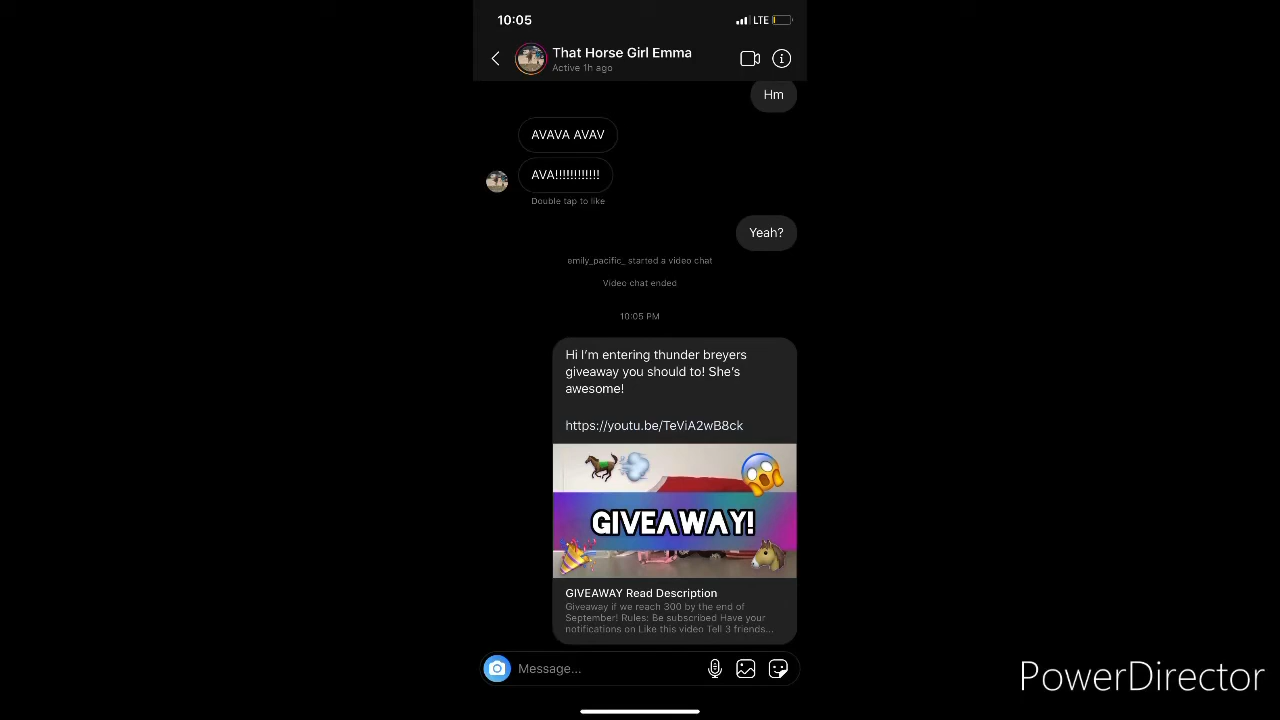 10:05
LTE
That Horse Girl Emma
Active 1h ago
Hm
AVAVA AVAV
AVA!!!!!!!!!!!!
Double tap to like
Yeah?
emily_pacific_ started a video chat
Video chat ended
10:05 PM
Hi I'm entering thunder breyers
giveaway you should to! She's
awesome!
https://youtu.be/TeViA2wB8ck
GIVEAWAY!
GIVEAWAY Read Description
Giveaway if we reach 300 by the end of
September! Rules: Be subscribed Have your
notifications on Like this video Tell 3 friends...
Message...
PowerDirector